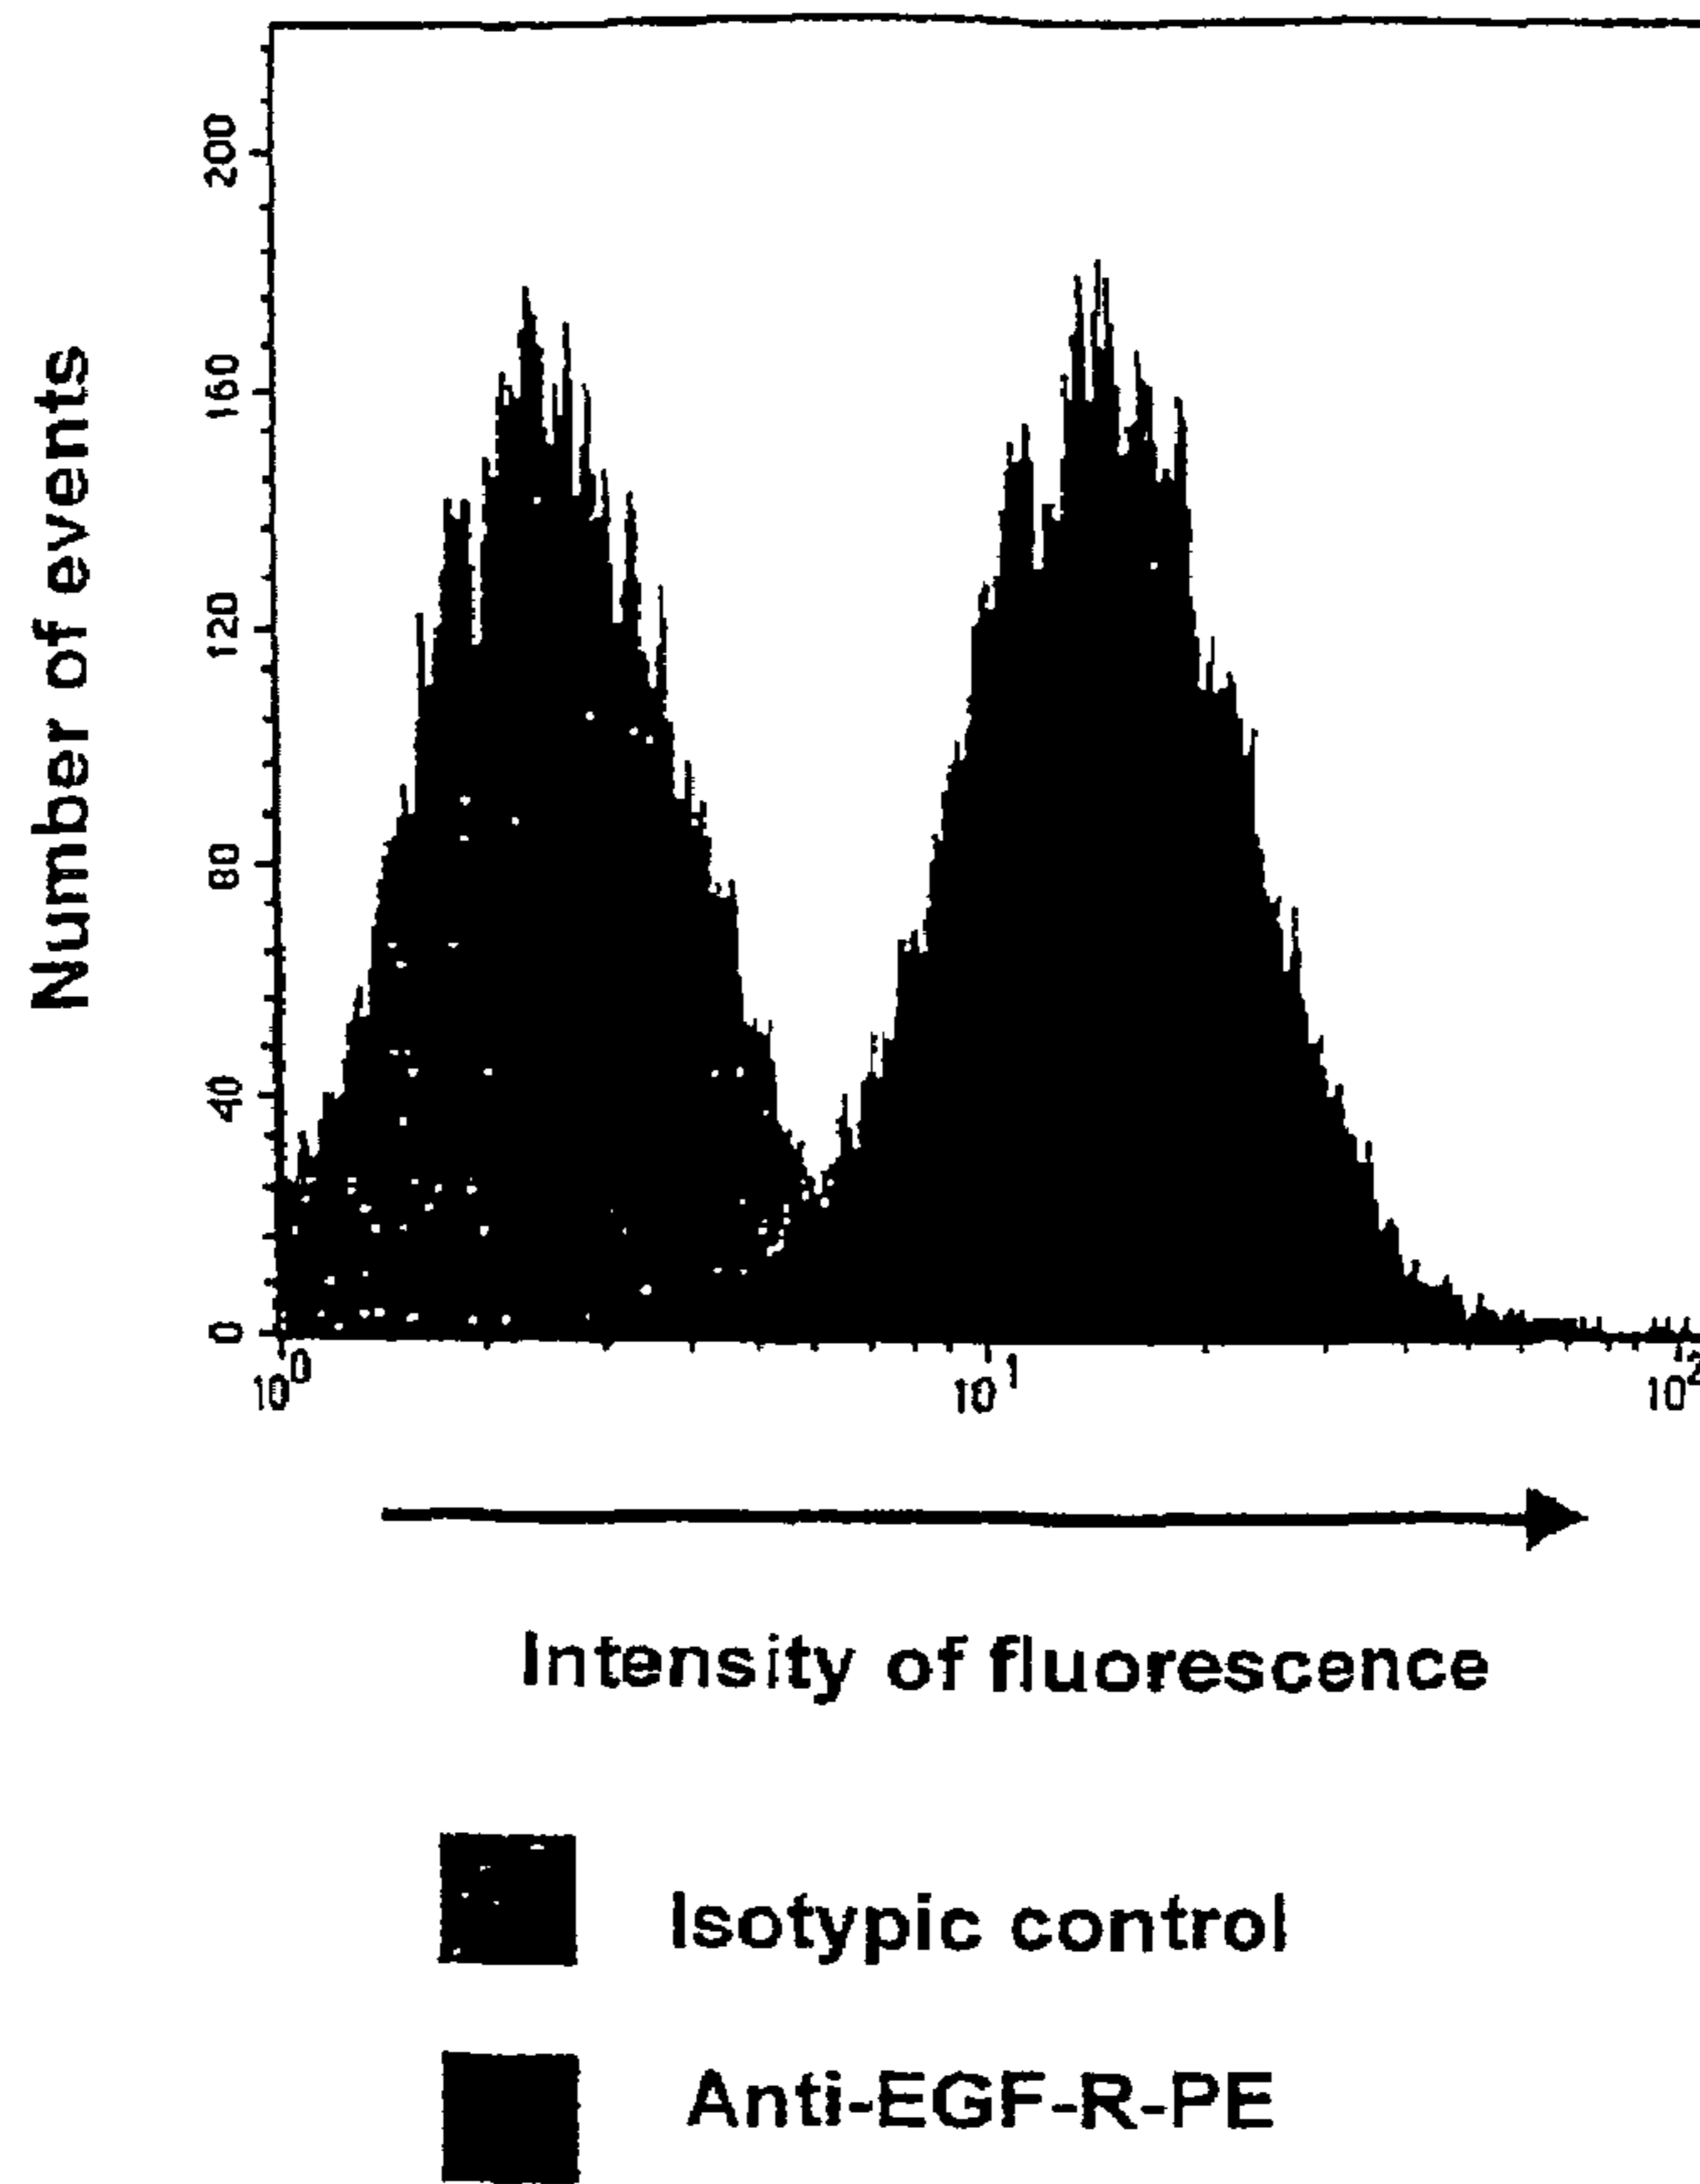 Number of events
200
160
120
80
40
0
10^0
10^1
10^2
Intensity of fluorescence
Isotypic control
Anti-EGF-R-PE